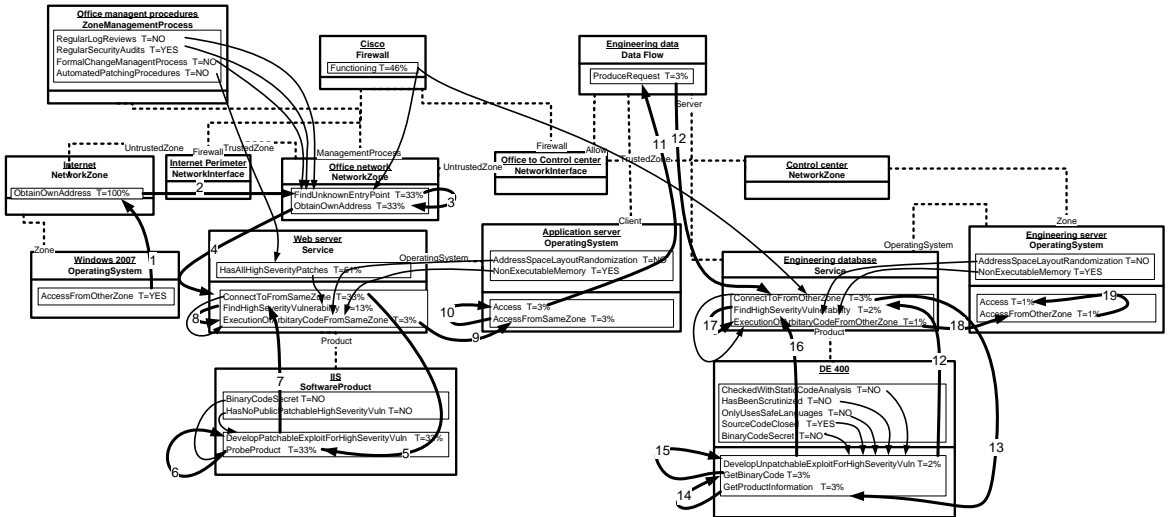 Office managent procedures
ZoneManagementProcess
RegularLogReviews T=NO
RegularSecurityAudits T=YES
FormalChangeManagentProcess T=NO
AutomatedPatchingProcedures T=NO
Cisco
Firewall
Functioning T=46%
Engineering data
Data Flow
ProduceRequest T=3%
Server
11
12
UntrustedZone
Firewall
TrustedZone
ManagementProcess
UntrustedZone
Firewall
Allow
TrustedZone
Internet
NetworkZone
ObtainOwnAddress T=100%
2
Internet Perimeter
NetworkInterface
Office network
NetworkZone
FindUnknownEntryPoint T=33%
ObtainOwnAddress T=33%
3
Office to Control center
NetworkInterface
Control center
NetworkZone
Zone
1
4
Client
Zone
OperatingSystem
OperatingSystem
Windows 2007
OperatingSystem
AccessFromOtherZone T=YES
Web server
Service
HasAllHighSeverityPatches T=61%
ConnectToFromSameZone T=33%
FindHighSeverityVulnerability T=13%
ExecutionOfArbitaryCodeFromSameZone T=3%
8
9
10
Product
Application server
OperatingSystem
AddressSpaceLayoutRandomization T=NO
NonExecutableMemory T=YES
Access T=3%
AccessFromSameZone T=3%
Engineering database
Service
ConnectToFromOtherZone T=3%
FindHighSeverityVulnerability T=2%
ExecutionOfArbitaryCodeFromOtherZone T=1%
17
18
Product
16
12
Engineering server
OperatingSystem
AddressSpaceLayoutRandomization T=NO
NonExecutableMemory T=YES
Access T=1%
AccessFromOtherZone T=1%
19
7
IIS
SoftwareProduct
BinaryCodeSecret T=NO
HasNoPublicPatchableHighSeverityVuln T=NO
DevelopPatchableExploitForHighSeverityVuln T=33%
ProbeProduct T=33%
5
6
DE 400
CheckedWithStaticCodeAnalysis T=NO
HasBeenScrutinized T=NO
OnlyUsesSafeLanguages T=NO
SourceCodeClosed T=YES
BinaryCodeSecret T=NO
DevelopUnpatchableExploitForHighSeverityVuln T=2%
GetBinaryCode T=3%
GetProductInformation T=3%
13
15
14